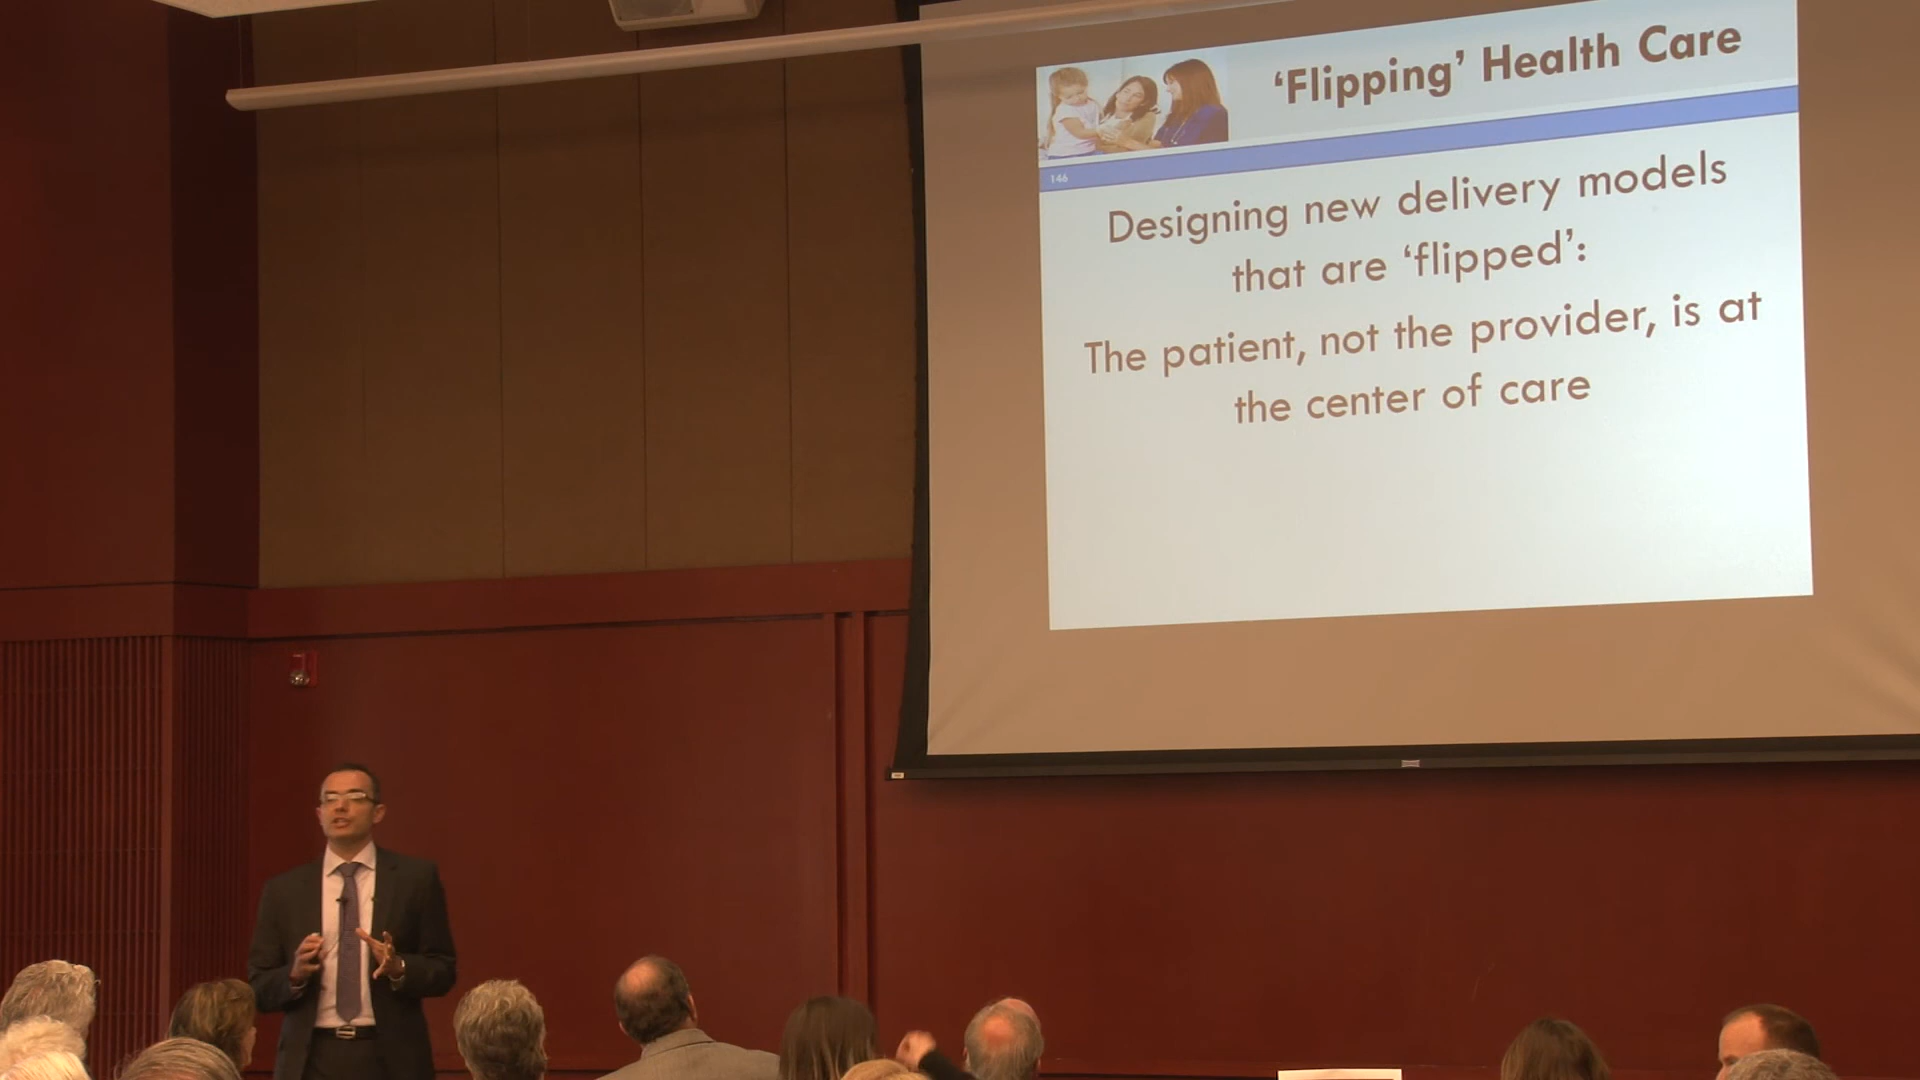 ‘Flipping’ Health Care
146
Designing new delivery models
that are ‘flipped’:
The patient, not the provider, is at
the center of care